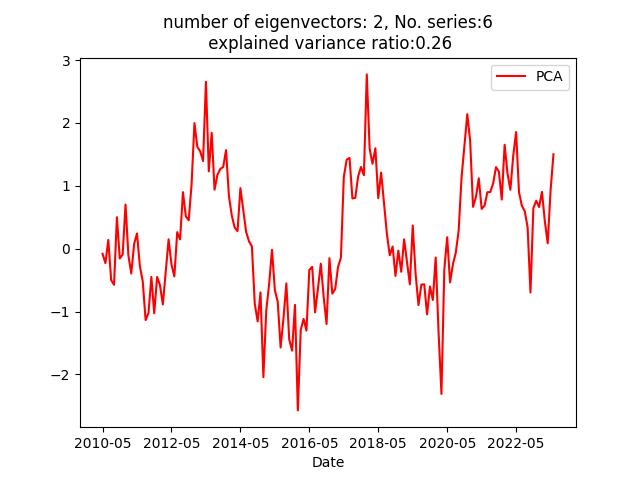 number of eigenvectors: 2, No. series:6
explained variance ratio:0.26
PCA
3
2
1
0
−1
−2
2010-05 2012-05 2014-05 2016-05 2018-05 2020-05 2022-05
Date